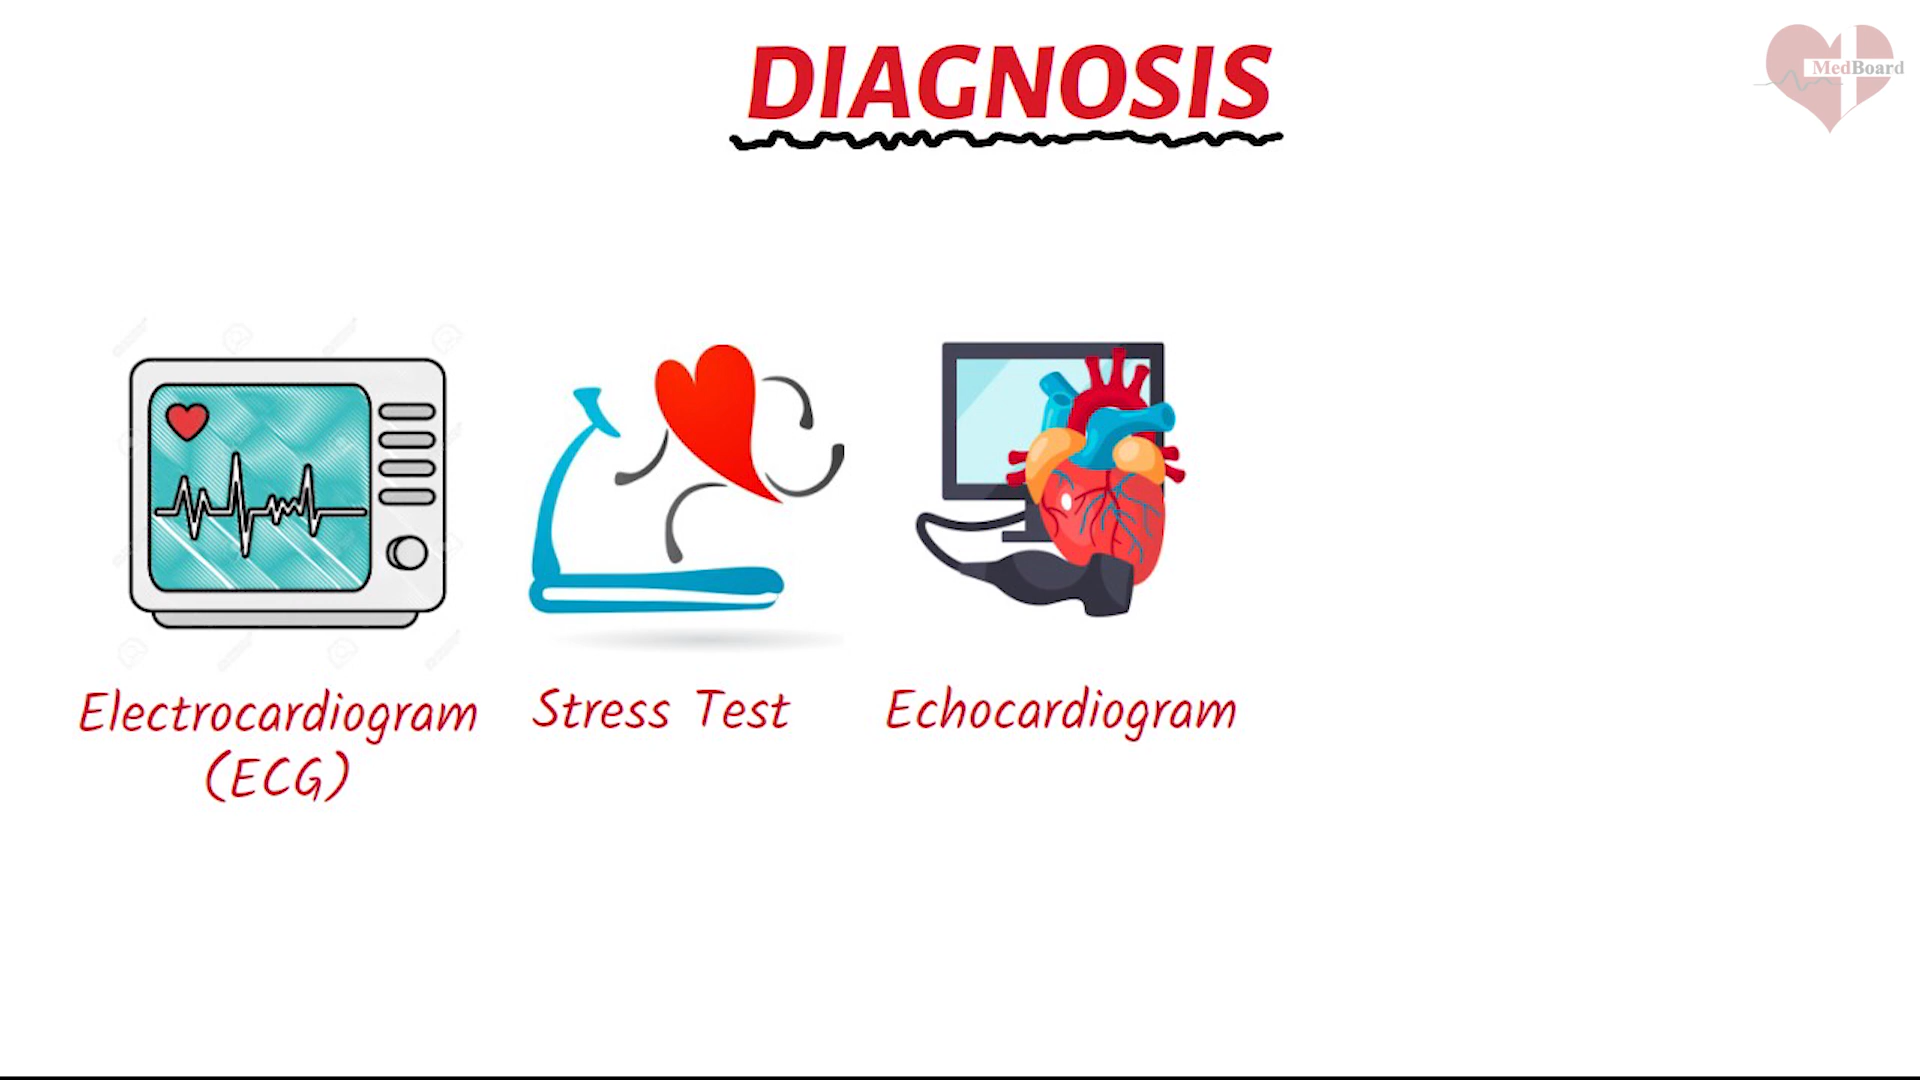 DIAGNOSIS
MedBoard
Electrocardiogram
(ECG)
Stress Test
Echocardiogram